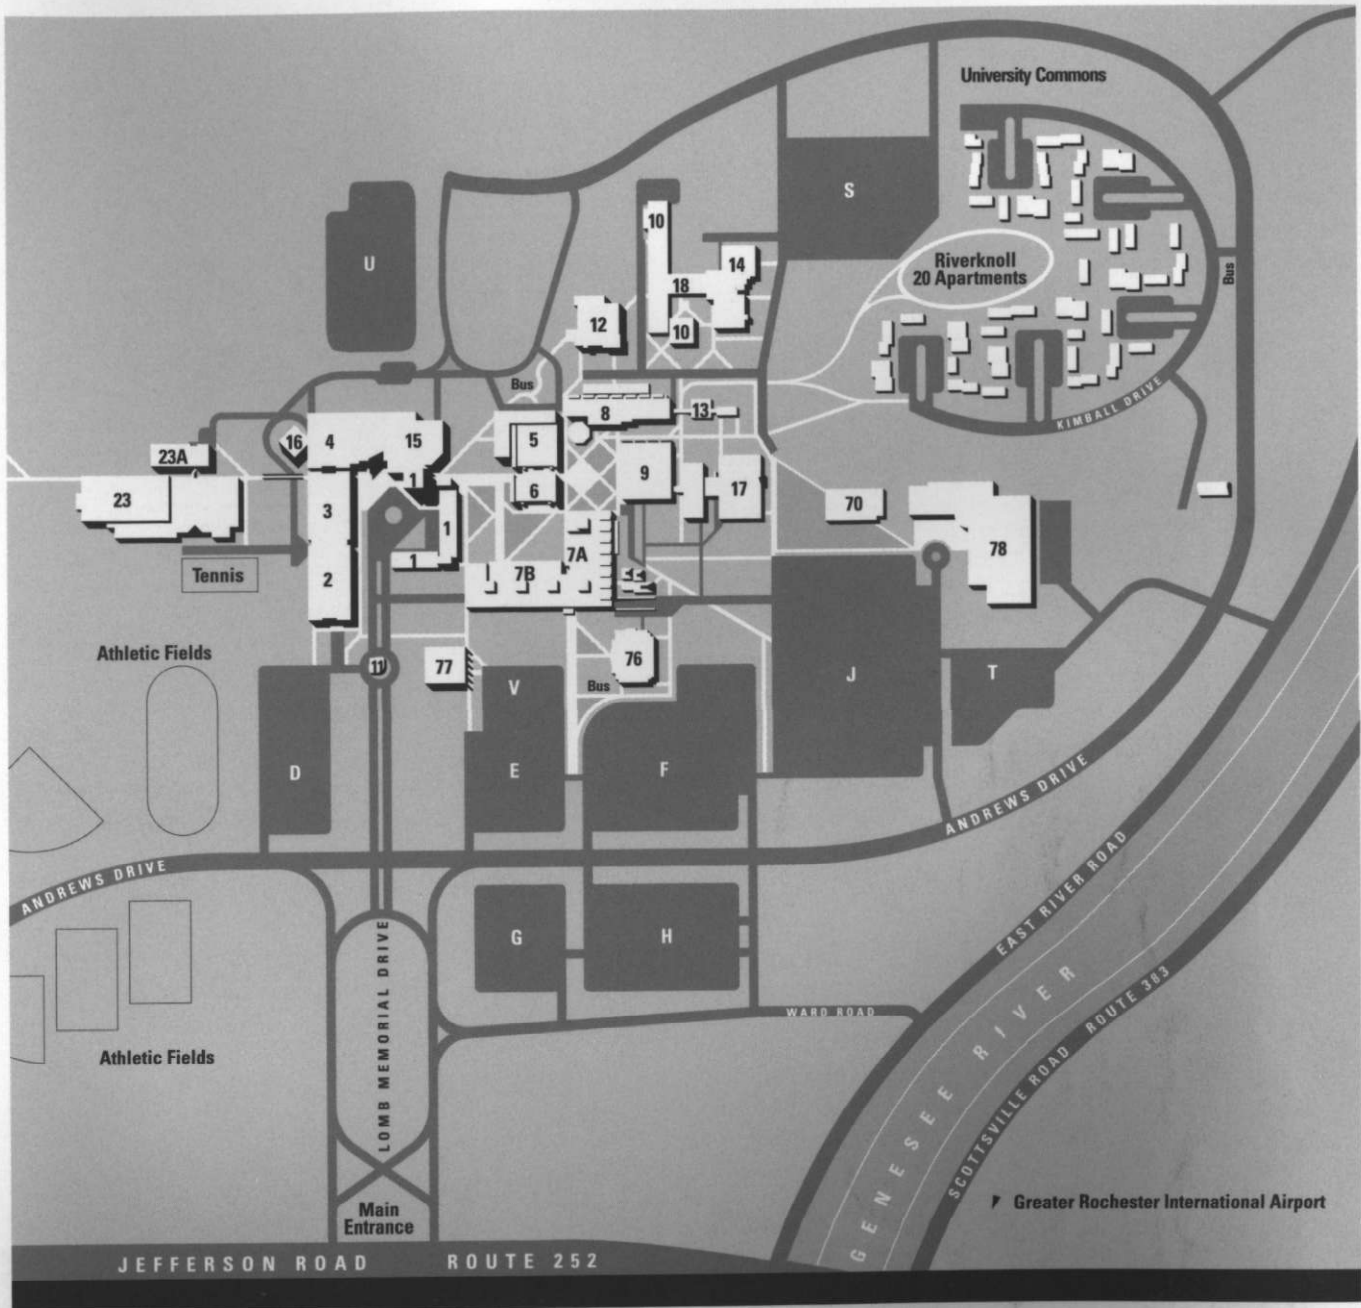 University Commons
S
Riverknoll
20 Apartments
Bus
U
10
14
18
12
10
Bus
8
13
KIMBALL DRIVE
16
4
15
5
23A
9
1
17
6
23
70
3
1
7A
78
1
7B
2
Tennis
Athletic Fields
11
77
76
V
Bus
J
T
D
E
F
ANDREWS DRIVE
ANDREWS DRIVE
EAST RIVER ROAD
G
H
LOMB MEMORIAL DRIVE
WARD ROAD
GENESEE RIVER
SCOTTSVILLE ROAD ROUTE 383
Athletic Fields
Greater Rochester International Airport
Main
Entrance
JEFFERSON ROAD ROUTE 252